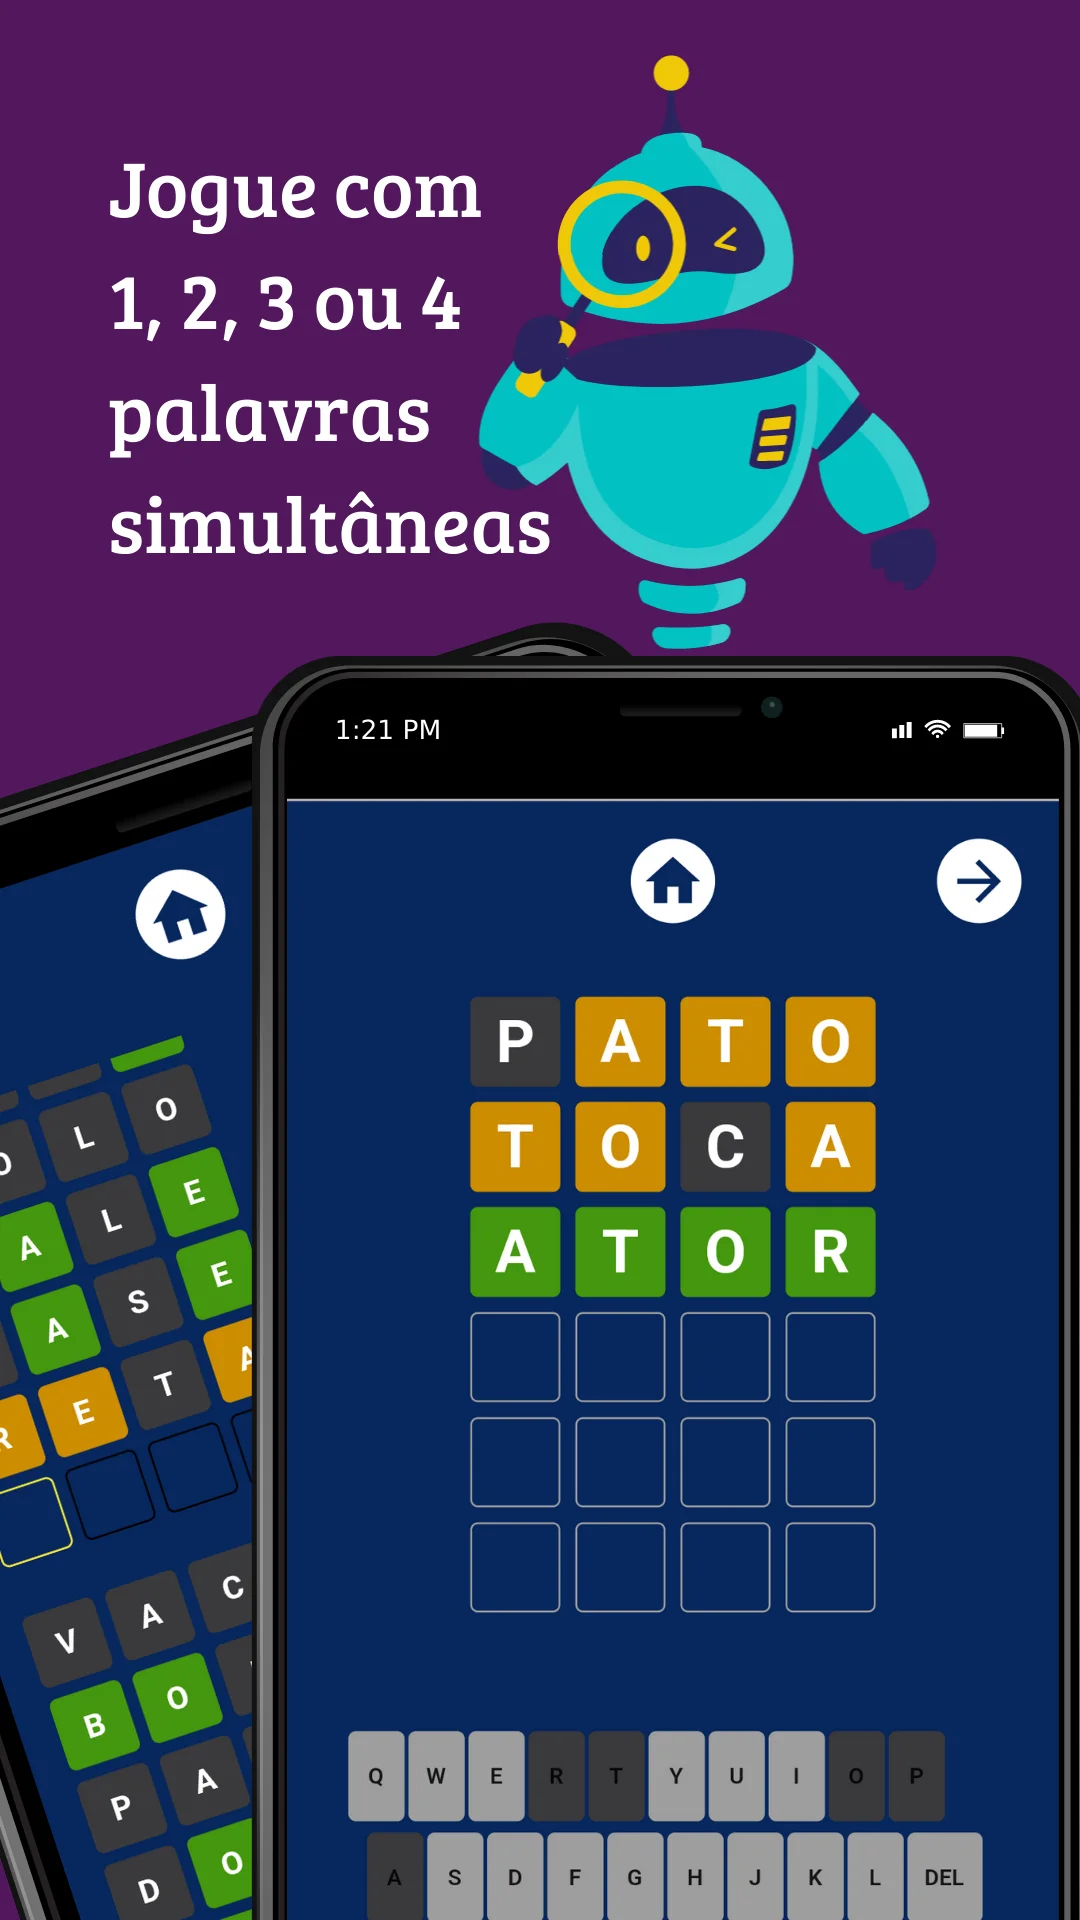 Jogue com
1, 2, 3 ou 4
palavras
simultâneas
1:21 PM
P A T O
T O C A
A T O R
Q W E R T Y U I O P
A S D F G H J K L DEL
O L O
A L E
A S E
R E T A
V A C
B O
P A
D O